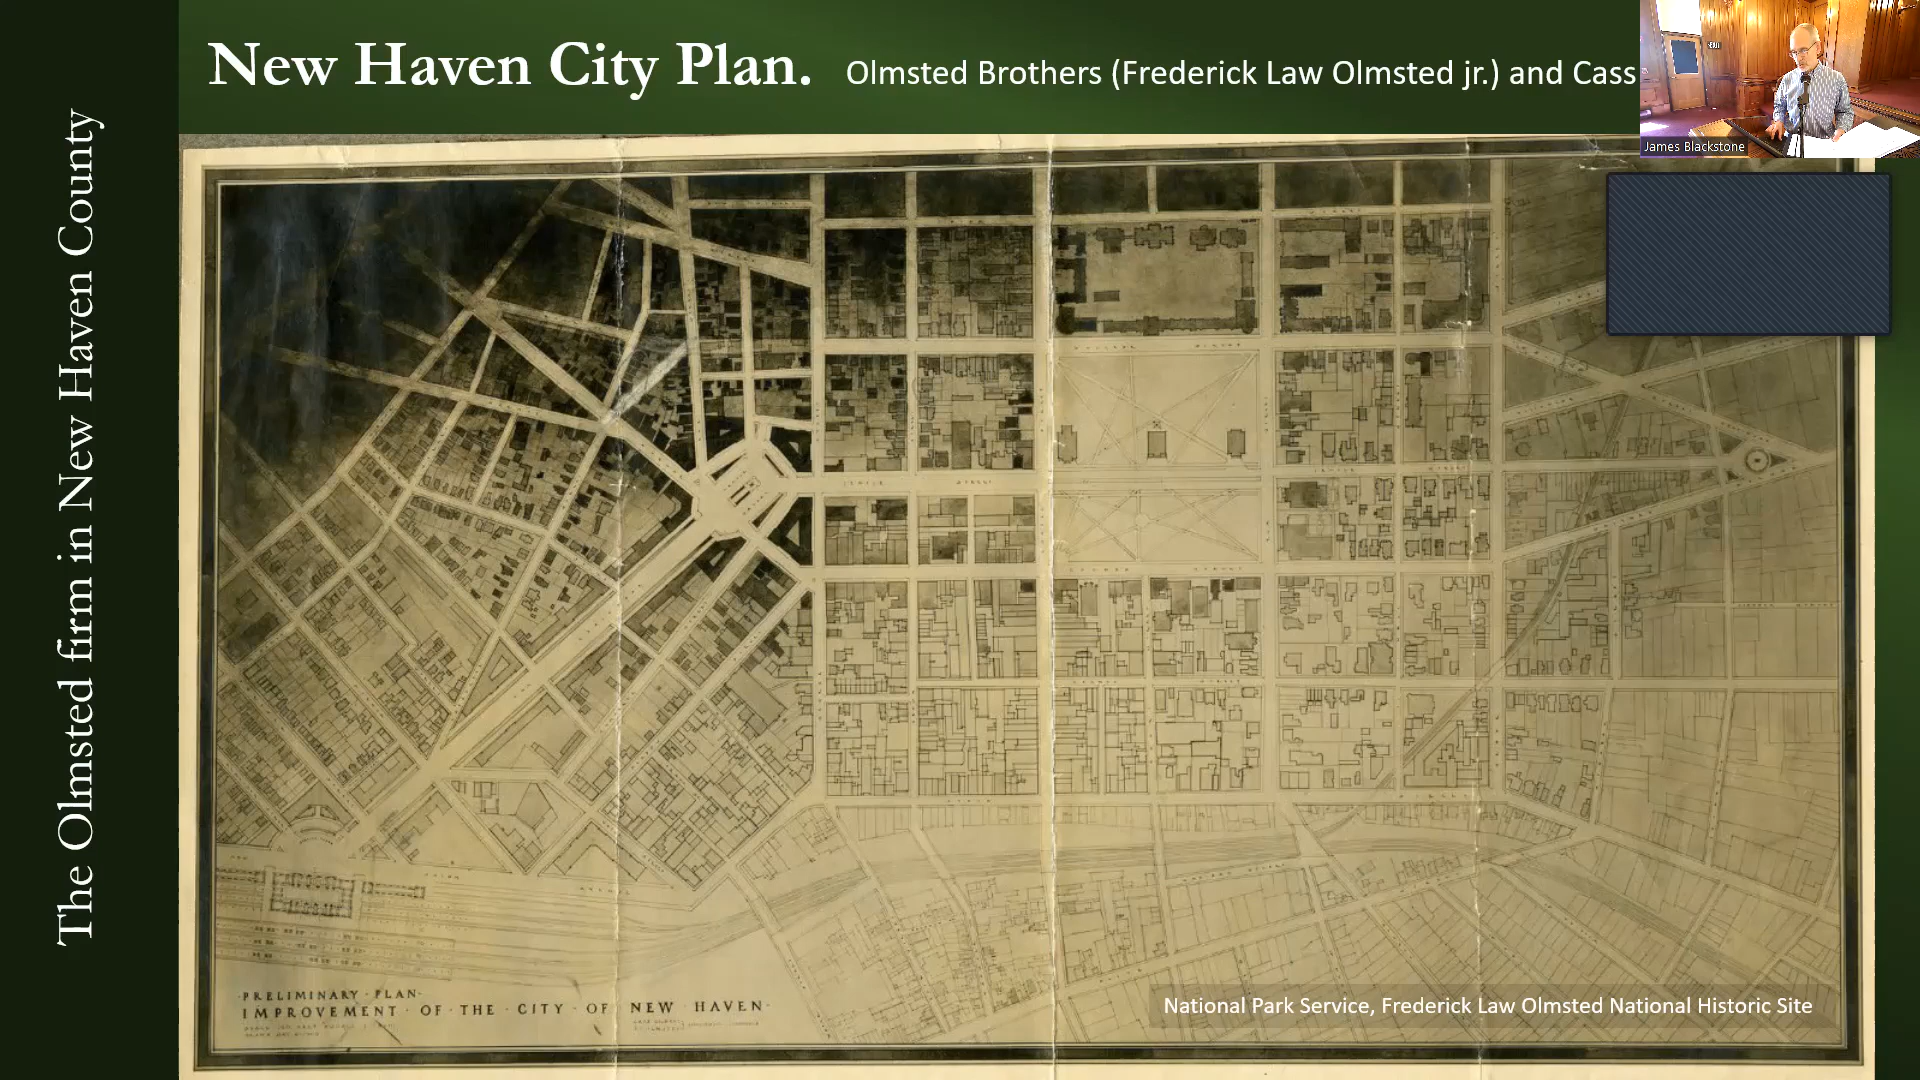 New Haven City Plan. Olmsted Brothers (Frederick Law Olmsted jr.) and Cass
James Blackstone
The Olmsted firm in New Haven County
TEMPLE STREET
·PRELIMINARY·PLAN·
IMPROVEMENT·OF·THE·CITY·OF·NEW HAVEN·
National Park Service, Frederick Law Olmsted National Historic Site